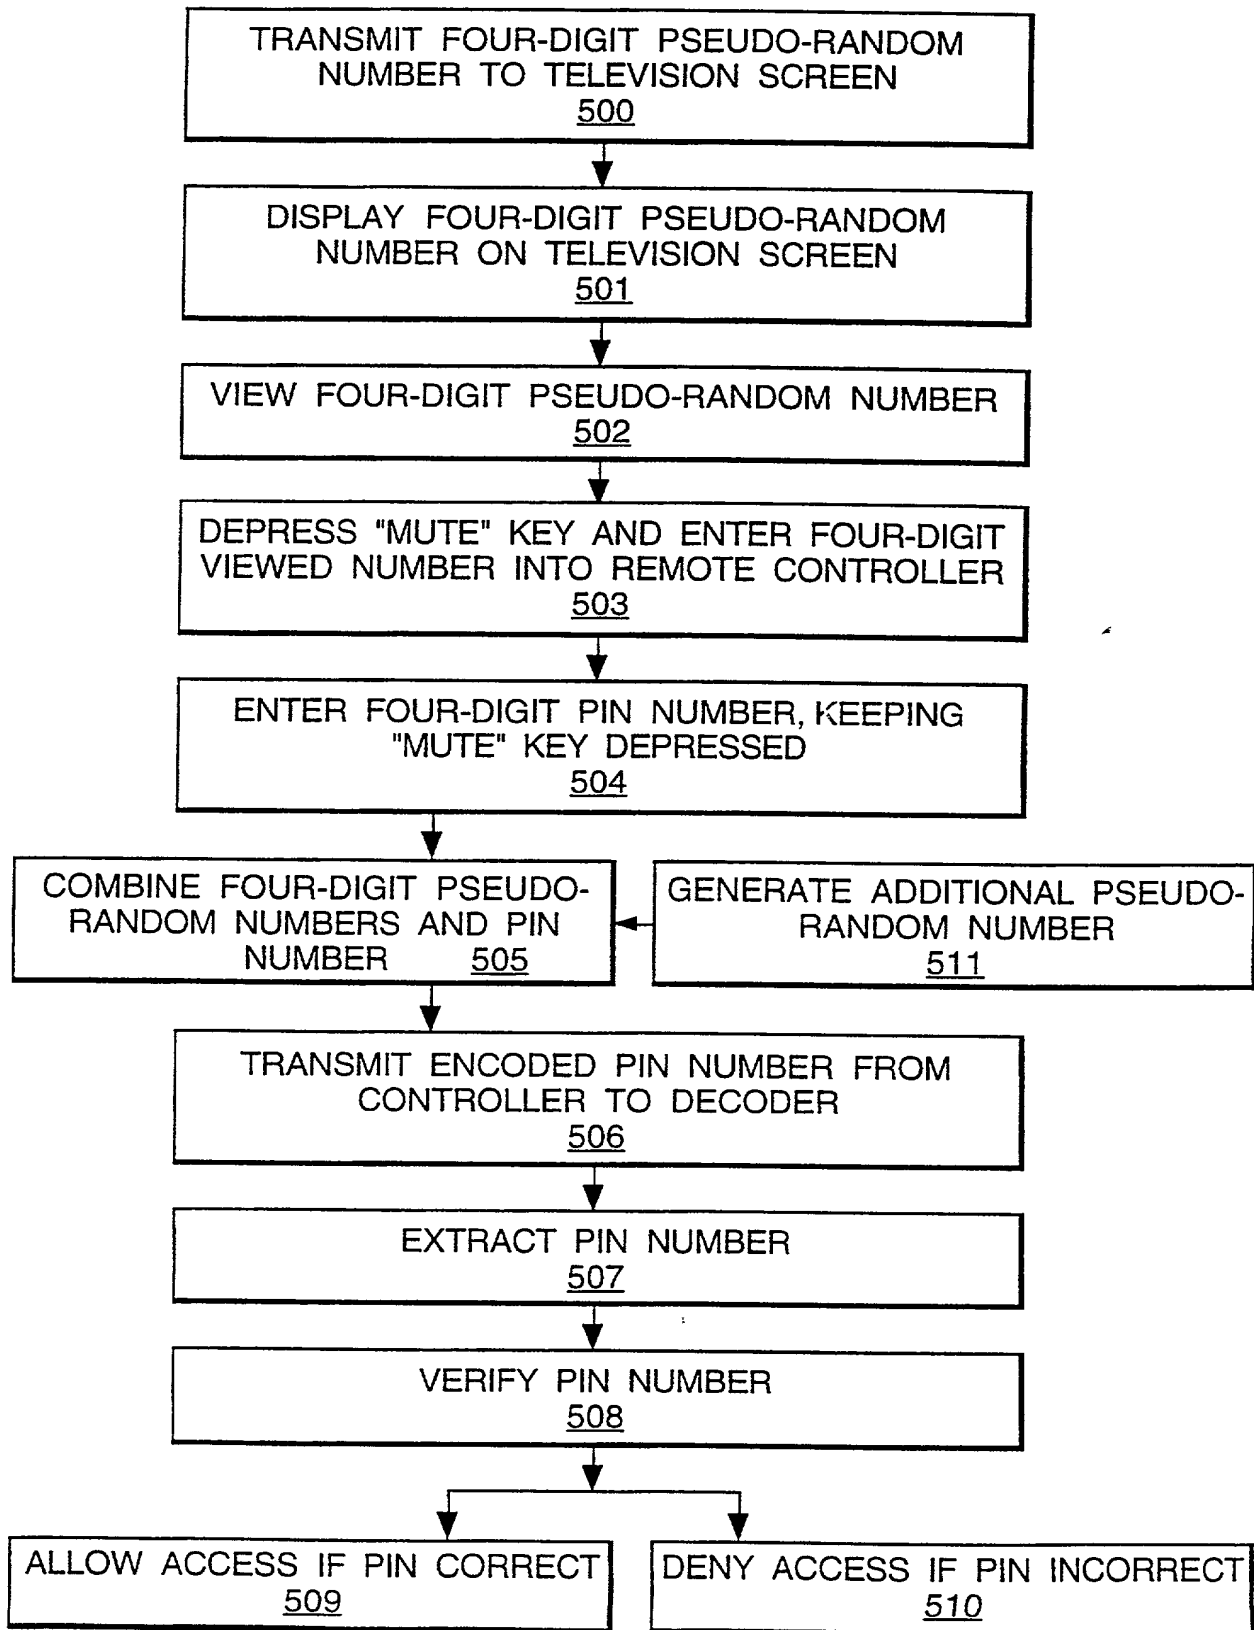 TRANSMIT FOUR-DIGIT PSEUDO-RANDOM
NUMBER TO TELEVISION SCREEN
500
DISPLAY FOUR-DIGIT PSEUDO-RANDOM
NUMBER ON TELEVISION SCREEN
501
VIEW FOUR-DIGIT PSEUDO-RANDOM NUMBER
502
DEPRESS "MUTE" KEY AND ENTER FOUR-DIGIT
VIEWED NUMBER INTO REMOTE CONTROLLER
503
ENTER FOUR-DIGIT PIN NUMBER, KEEPING
"MUTE" KEY DEPRESSED
504
COMBINE FOUR-DIGIT PSEUDO-
RANDOM NUMBERS AND PIN
NUMBER 505
GENERATE ADDITIONAL PSEUDO-
RANDOM NUMBER
511
TRANSMIT ENCODED PIN NUMBER FROM
CONTROLLER TO DECODER
506
EXTRACT PIN NUMBER
507
VERIFY PIN NUMBER
508
ALLOW ACCESS IF PIN CORRECT
509
DENY ACCESS IF PIN INCORRECT
510